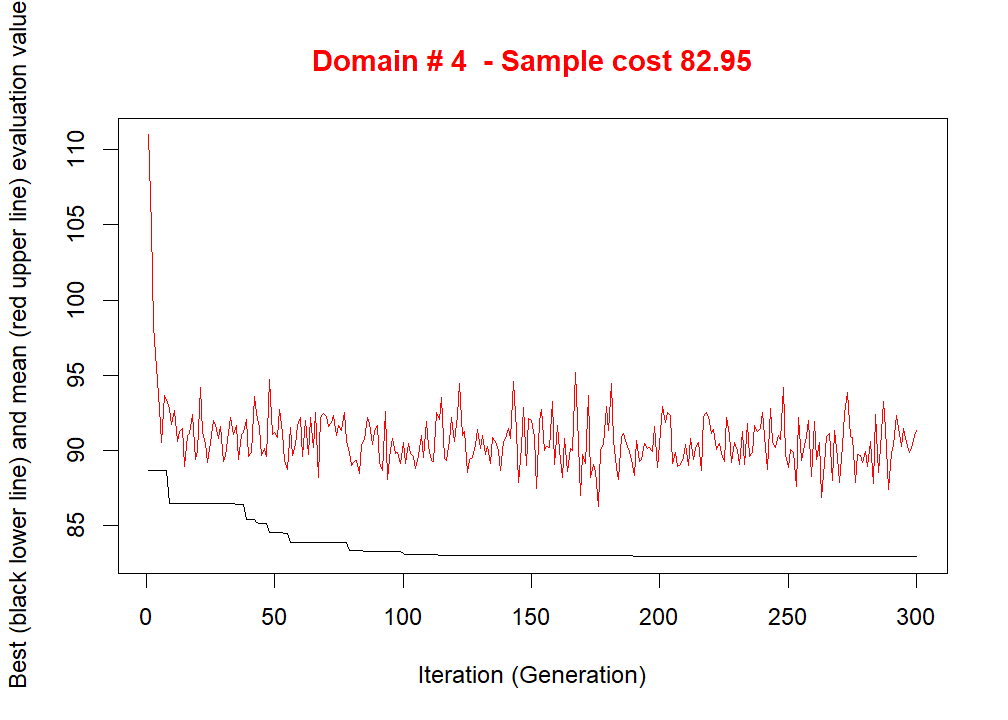 Domain # 4  - Sample cost 82.95
Best (black lower line) and mean (red upper line) evaluation value
110
105
100
95
90
85
0 50 100 150 200 250 300
Iteration (Generation)